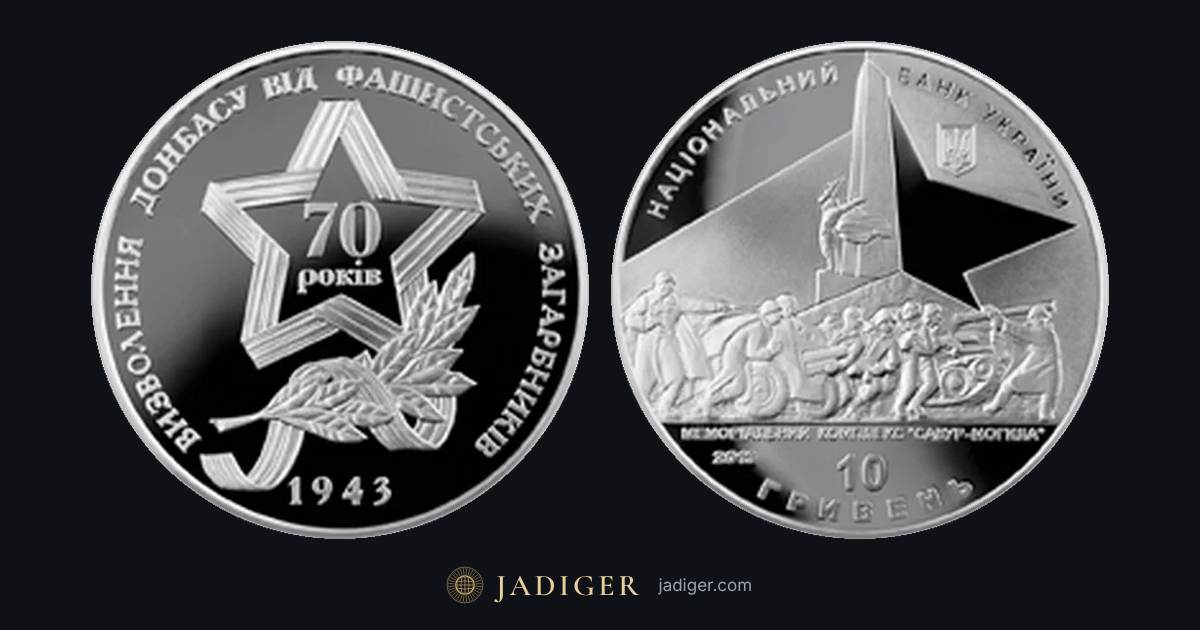 ВИЗВОЛЕННЯ ДОНБАСУ ВІД ФАШИСТСЬКИХ ЗАГАРБНИКІВ
70
років
1943
НАЦІОНАЛЬНИЙ БАНК УКРАЇНИ
МЕМОРІАЛЬНИЙ КОМПЛЕКС "САВУР-МОГИЛА"
10
ГРИВЕНЬ
JADIGER
jadiger.com